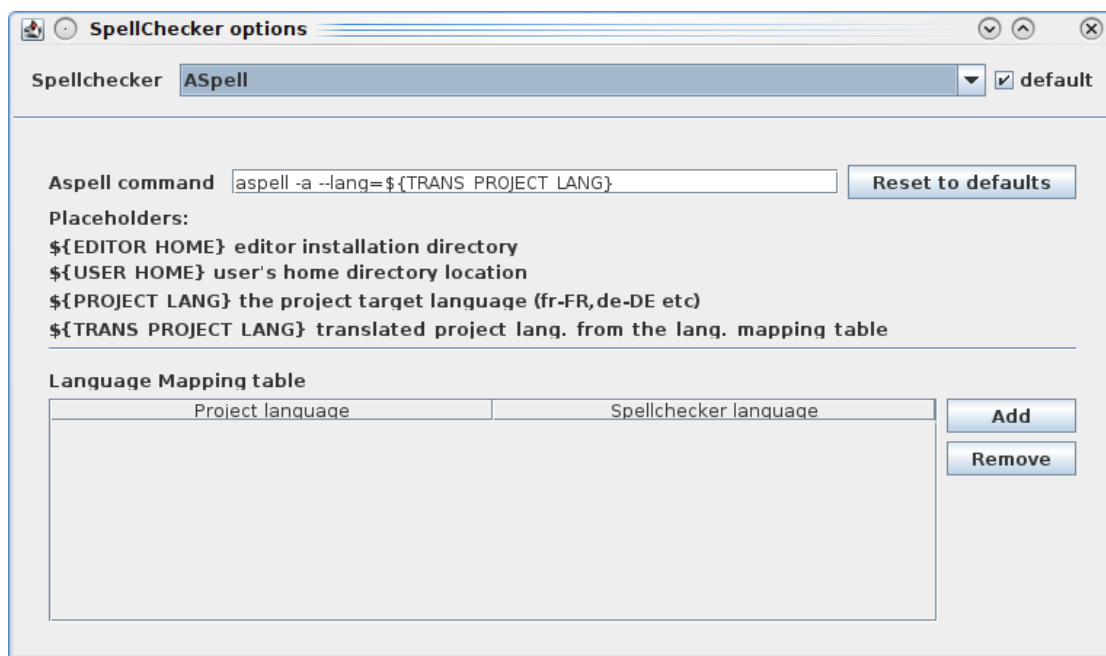 SpellChecker options
Spellchecker ASpell default
Aspell command aspell -a --lang=${TRANS_PROJECT_LANG} Reset to defaults
Placeholders:
${EDITOR_HOME} editor installation directory
${USER_HOME} user's home directory location
${PROJECT_LANG} the project target language (fr-FR,de-DE etc)
${TRANS_PROJECT_LANG} translated project lang. from the lang. mapping table
Language Mapping table
Project language Spellchecker language
Add
Remove